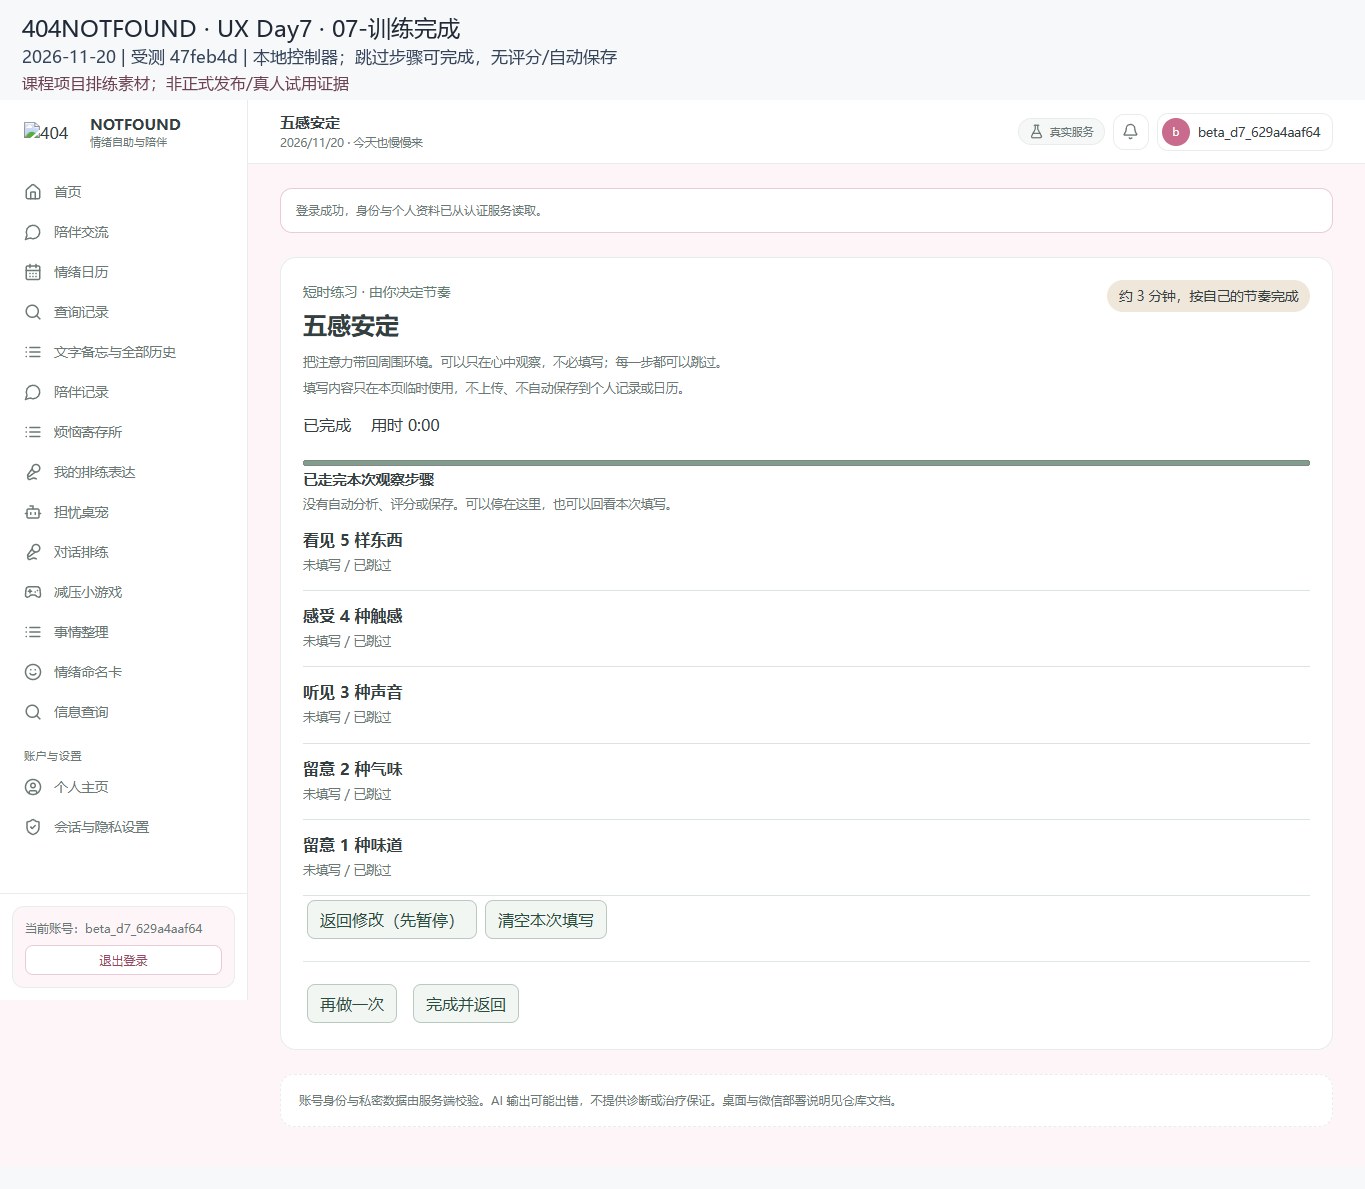 404NOTFOUND · UX Day7 · 07-训练完成
2026-11-20 | 受测 47feb4d | 本地控制器；跳过步骤可完成，无评分/自动保存
课程项目排练素材；非正式发布/真人试用证据
404
NOTFOUND
情绪自助与陪伴
首页
陪伴交流
情绪日历
查询记录
文字备忘与全部历史
陪伴记录
烦恼寄存所
我的排练表达
担忧桌宠
对话排练
减压小游戏
事情整理
情绪命名卡
信息查询
账户与设置
个人主页
会话与隐私设置
当前账号：beta_d7_629a4aaf64
退出登录
五感安定
2026/11/20 · 今天也慢慢来
真实服务
b
beta_d7_629a4aaf64
登录成功，身份与个人资料已从认证服务读取。
短时练习 · 由你决定节奏
约 3 分钟，按自己的节奏完成
五感安定
把注意力带回周围环境。可以只在心中观察，不必填写；每一步都可以跳过。
填写内容只在本页临时使用，不上传、不自动保存到个人记录或日历。
已完成 用时 0:00
已走完本次观察步骤
没有自动分析、评分或保存。可以停在这里，也可以回看本次填写。
看见 5 样东西
未填写 / 已跳过
感受 4 种触感
未填写 / 已跳过
听见 3 种声音
未填写 / 已跳过
留意 2 种气味
未填写 / 已跳过
留意 1 种味道
未填写 / 已跳过
返回修改（先暂停）
清空本次填写
再做一次
完成并返回
账号身份与私密数据由服务端校验。AI 输出可能出错，不提供诊断或治疗保证。桌面与微信部署说明见仓库文档。